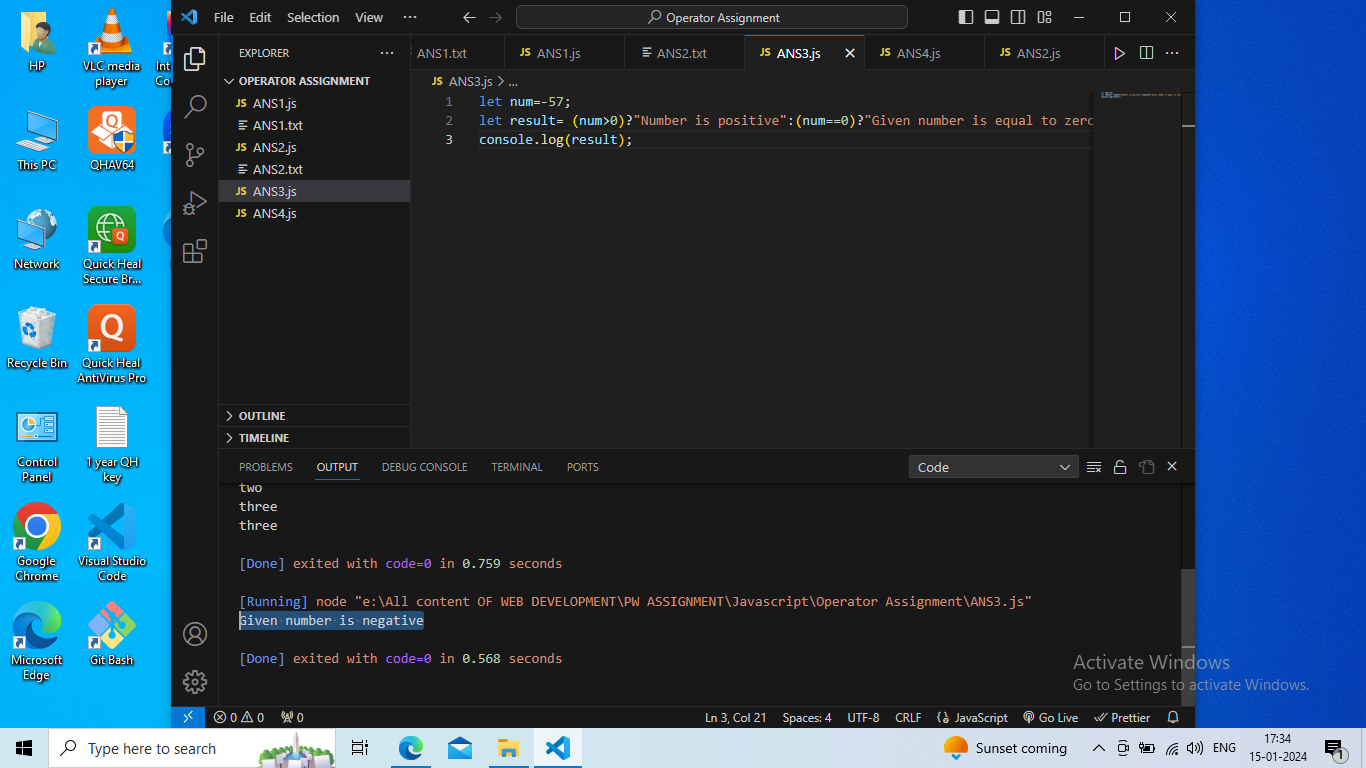 HP
VLC media
player
Int
Co
This PC
QHAV64
Network
Quick Heal
Secure Br...
Recycle Bin
Quick Heal
AntiVirus Pro
Control
Panel
1 year QH
key
Google
Chrome
Visual Studio
Code
Microsoft
Edge
Git Bash
File Edit Selection View ···
Operator Assignment
EXPLORER ···
OPERATOR ASSIGNMENT
JS ANS1.js
ANS1.txt
JS ANS2.js
ANS2.txt
JS ANS3.js
JS ANS4.js
OUTLINE
TIMELINE
ANS1.txt JS ANS1.js ANS2.txt JS ANS3.js JS ANS4.js JS ANS2.js ···
JS ANS3.js > ...
1 let num=-57;
2 let result= (num>0)?"Number is positive":(num==0)?"Given number is equal to zero
3 console.log(result);
PROBLEMS OUTPUT DEBUG CONSOLE TERMINAL PORTS Code
two
three
three
[Done] exited with code=0 in 0.759 seconds
[Running] node "e:\All content OF WEB DEVELOPMENT\PW ASSIGNMENT\Javascript\Operator Assignment\ANS3.js"
Given number is negative
[Done] exited with code=0 in 0.568 seconds
Activate Windows
Go to Settings to activate Windows.
0 0 0 Ln 3, Col 21 Spaces: 4 UTF-8 CRLF {} JavaScript Go Live Prettier
Type here to search
Sunset coming
ENG
17:34
15-01-2024
1